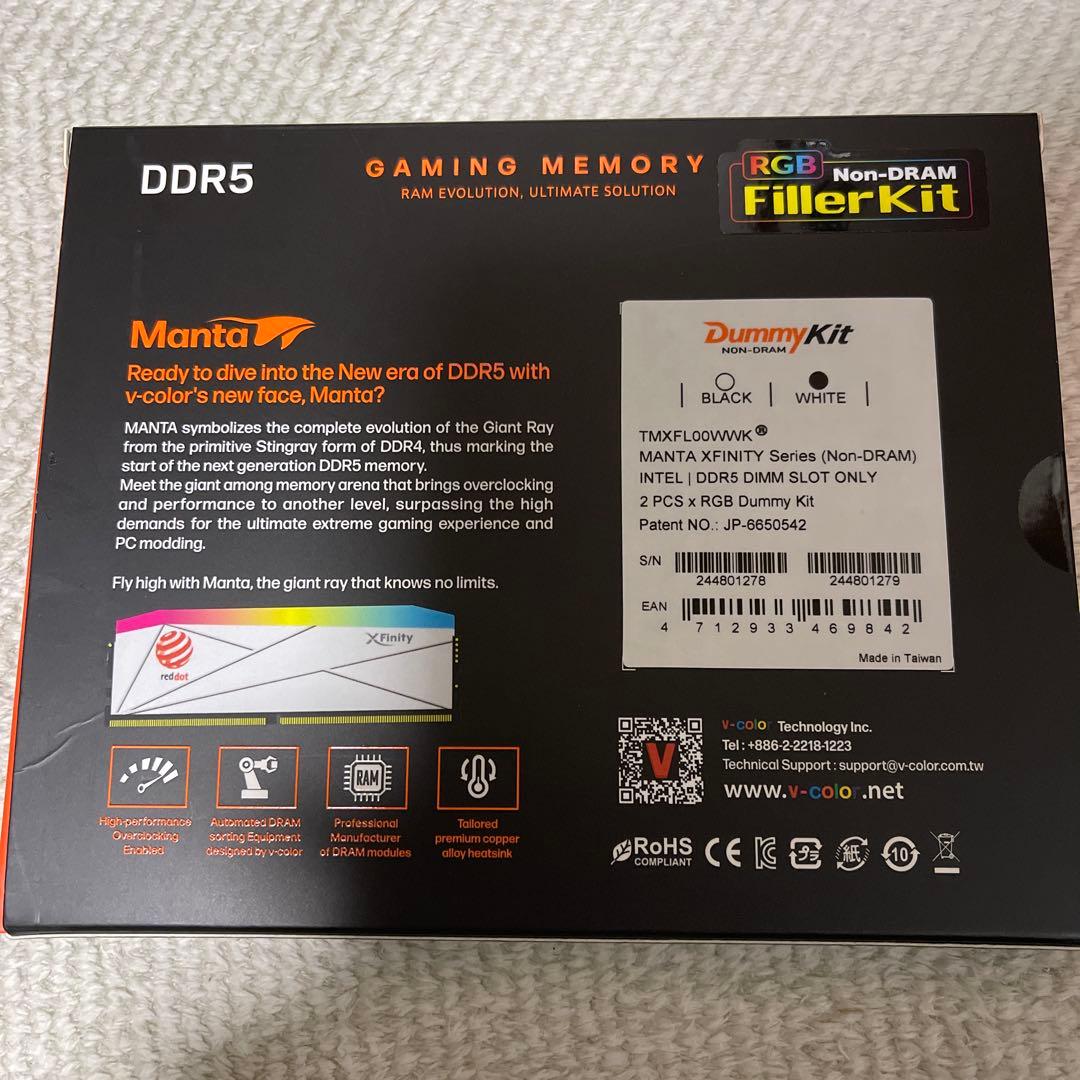 DDR5
GAMING MEMORY
RAM EVOLUTION, ULTIMATE SOLUTION
RGB Non-DRAM
FillerKit
Manta
Ready to dive into the New era of DDR5 with
v-color's new face, Manta?
MANTA symbolizes the complete evolution of the Giant Ray
from the primitive Stingray form of DDR4, thus marking the
start of the next generation DDR5 memory.
Meet the giant among memory arena that brings overclocking
and performance to another level, surpassing the high
demands for the ultimate extreme gaming experience and
PC modding.
Fly high with Manta, the giant ray that knows no limits.
reddot
XFinity
High-performance
Overclocking
Enabled
Automated DRAM
sorting Equipment
designed by v-color
RAM
Professional
Manufacturer
of DRAM modules
Tailored
premium copper
alloy heatsink
DummyKit
NON-DRAM
BLACK
WHITE
TMXFL00WWK®
MANTA XFINITY Series (Non-DRAM)
INTEL | DDR5 DIMM SLOT ONLY
2 PCS x RGB Dummy Kit
Patent NO.: JP-6650542
S/N
244801278
244801279
EAN
4 712933 469842
Made in Taiwan
V
v-color Technology Inc.
Tel : +886-2-2218-1223
Technical Support : support@v-color.com.tw
www.v-color.net
RoHS
COMPLIANT
CE
紙
10